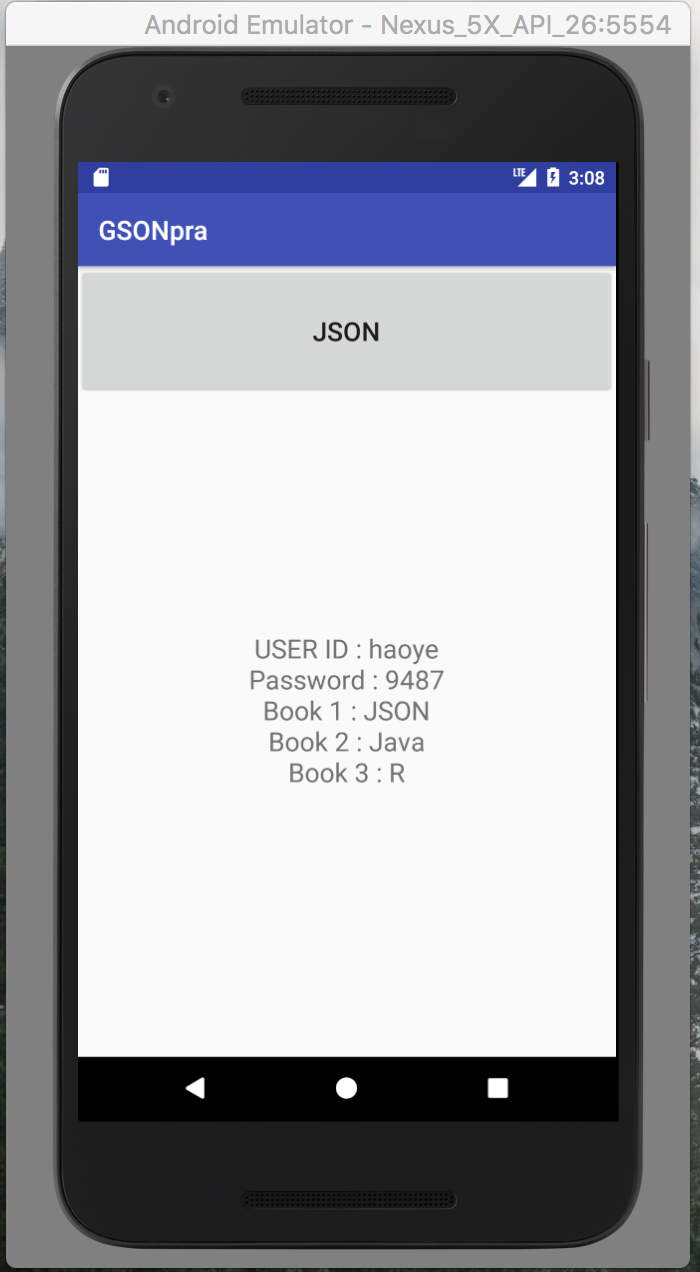 Android Emulator - Nexus_5X_API_26:5554
LTE 3:08
GSONpra
JSON
USER ID : haoye
Password : 9487
Book 1 : JSON
Book 2 : Java
Book 3 : R